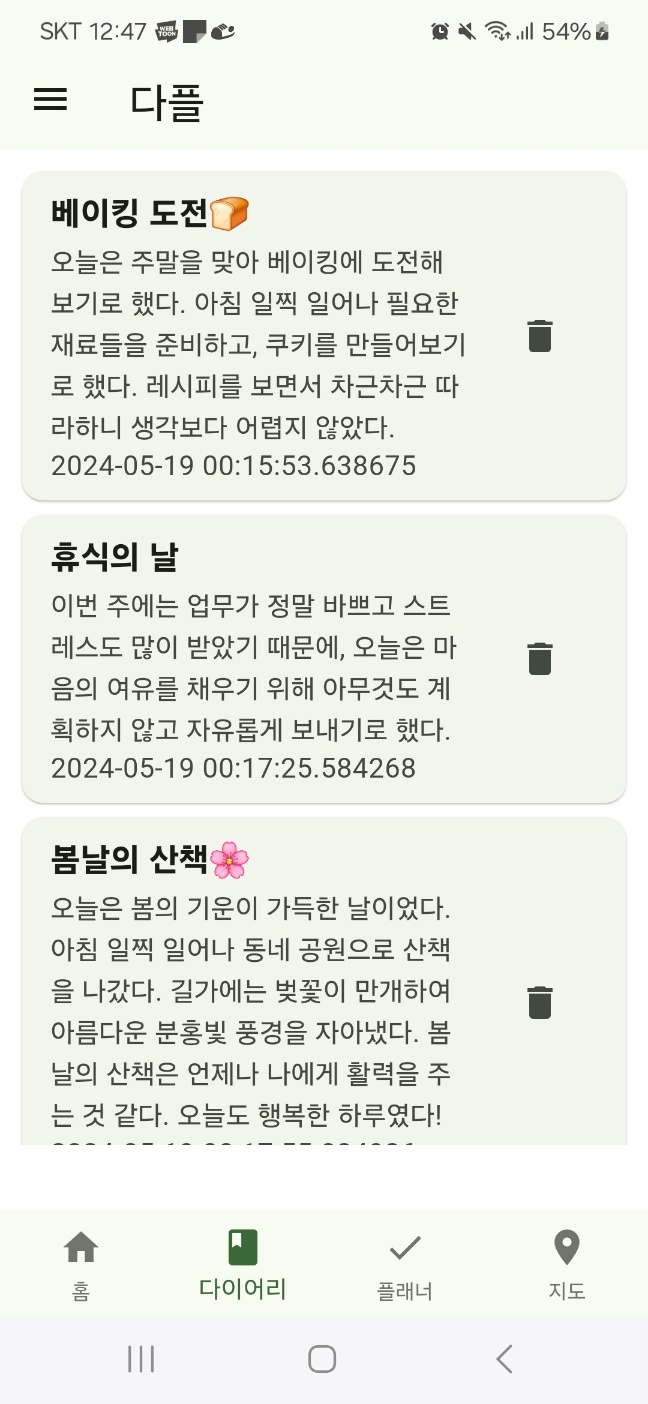 SKT 12:47 WEB TOON 54%
다플
베이킹 도전🍞
오늘은 주말을 맞아 베이킹에 도전해
보기로 했다. 아침 일찍 일어나 필요한
재료들을 준비하고, 쿠키를 만들어보기
로 했다. 레시피를 보면서 차근차근 따
라하니 생각보다 어렵지 않았다.
2024-05-19 00:15:53.638675
휴식의 날
이번 주에는 업무가 정말 바쁘고 스트
레스도 많이 받았기 때문에, 오늘은 마
음의 여유를 채우기 위해 아무것도 계
획하지 않고 자유롭게 보내기로 했다.
2024-05-19 00:17:25.584268
봄날의 산책🌸
오늘은 봄의 기운이 가득한 날이었다.
아침 일찍 일어나 동네 공원으로 산책
을 나갔다. 길가에는 벚꽃이 만개하여
아름다운 분홍빛 풍경을 자아냈다. 봄
날의 산책은 언제나 나에게 활력을 주
는 것 같다. 오늘도 행복한 하루였다!
홈 다이어리 플래너 지도